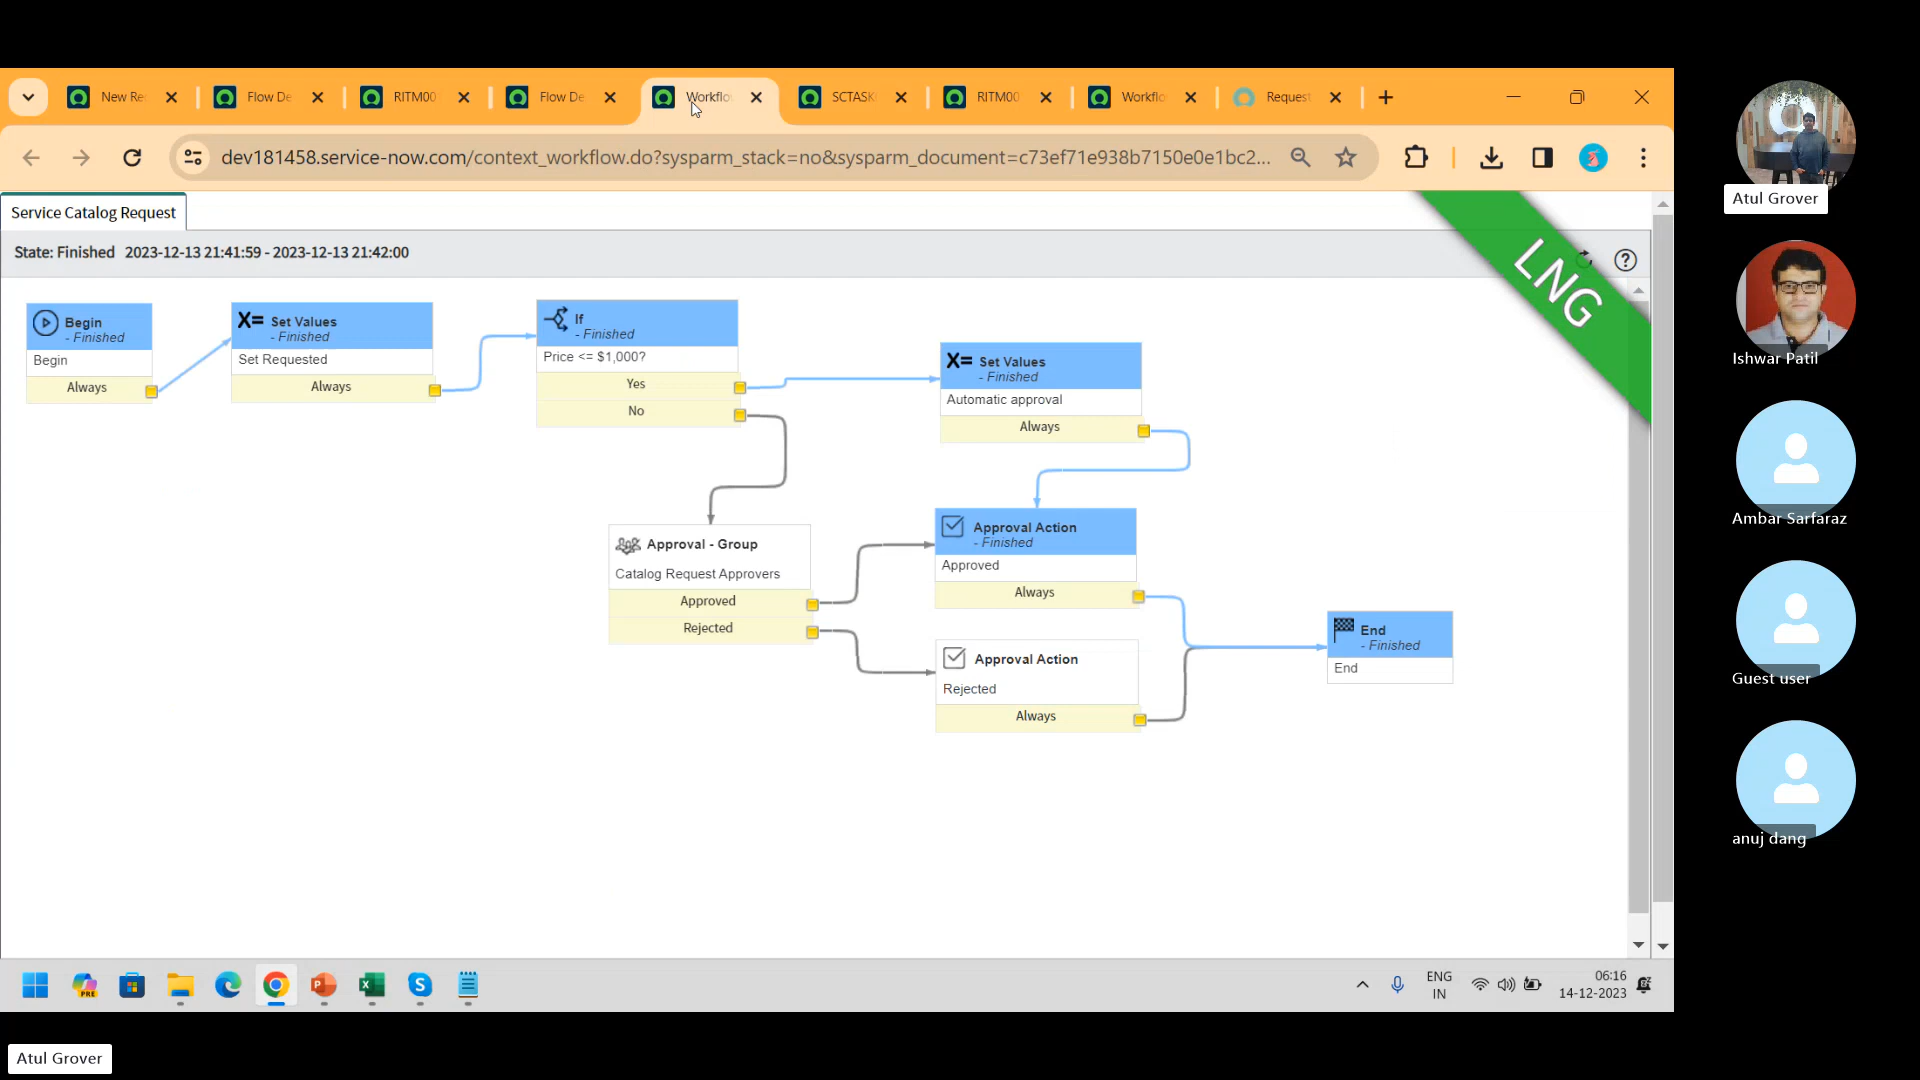 New Re
Flow De
RITM00
Flow De
Workflo
SCTASK
RITM00
Workflo
Request
dev181458.service-now.com/context_workflow.do?sysparm_stack=no&sysparm_document=c73ef71e938b7150e0e1bc2...
Service Catalog Request
State: Finished 2023-12-13 21:41:59 - 2023-12-13 21:42:00
LNG
Begin
- Finished
Begin
Always
X= Set Values
- Finished
Set Requested
Always
If
- Finished
Price <= $1,000?
Yes
No
X= Set Values
- Finished
Automatic approval
Always
Approval - Group
Catalog Request Approvers
Approved
Rejected
Approval Action
- Finished
Approved
Always
Approval Action
Rejected
Always
End
- Finished
End
PRE
ENG
IN
06:16
14-12-2023
Atul Grover
Ishwar Patil
Ambar Sarfaraz
Guest user
anuj dang
Atul Grover